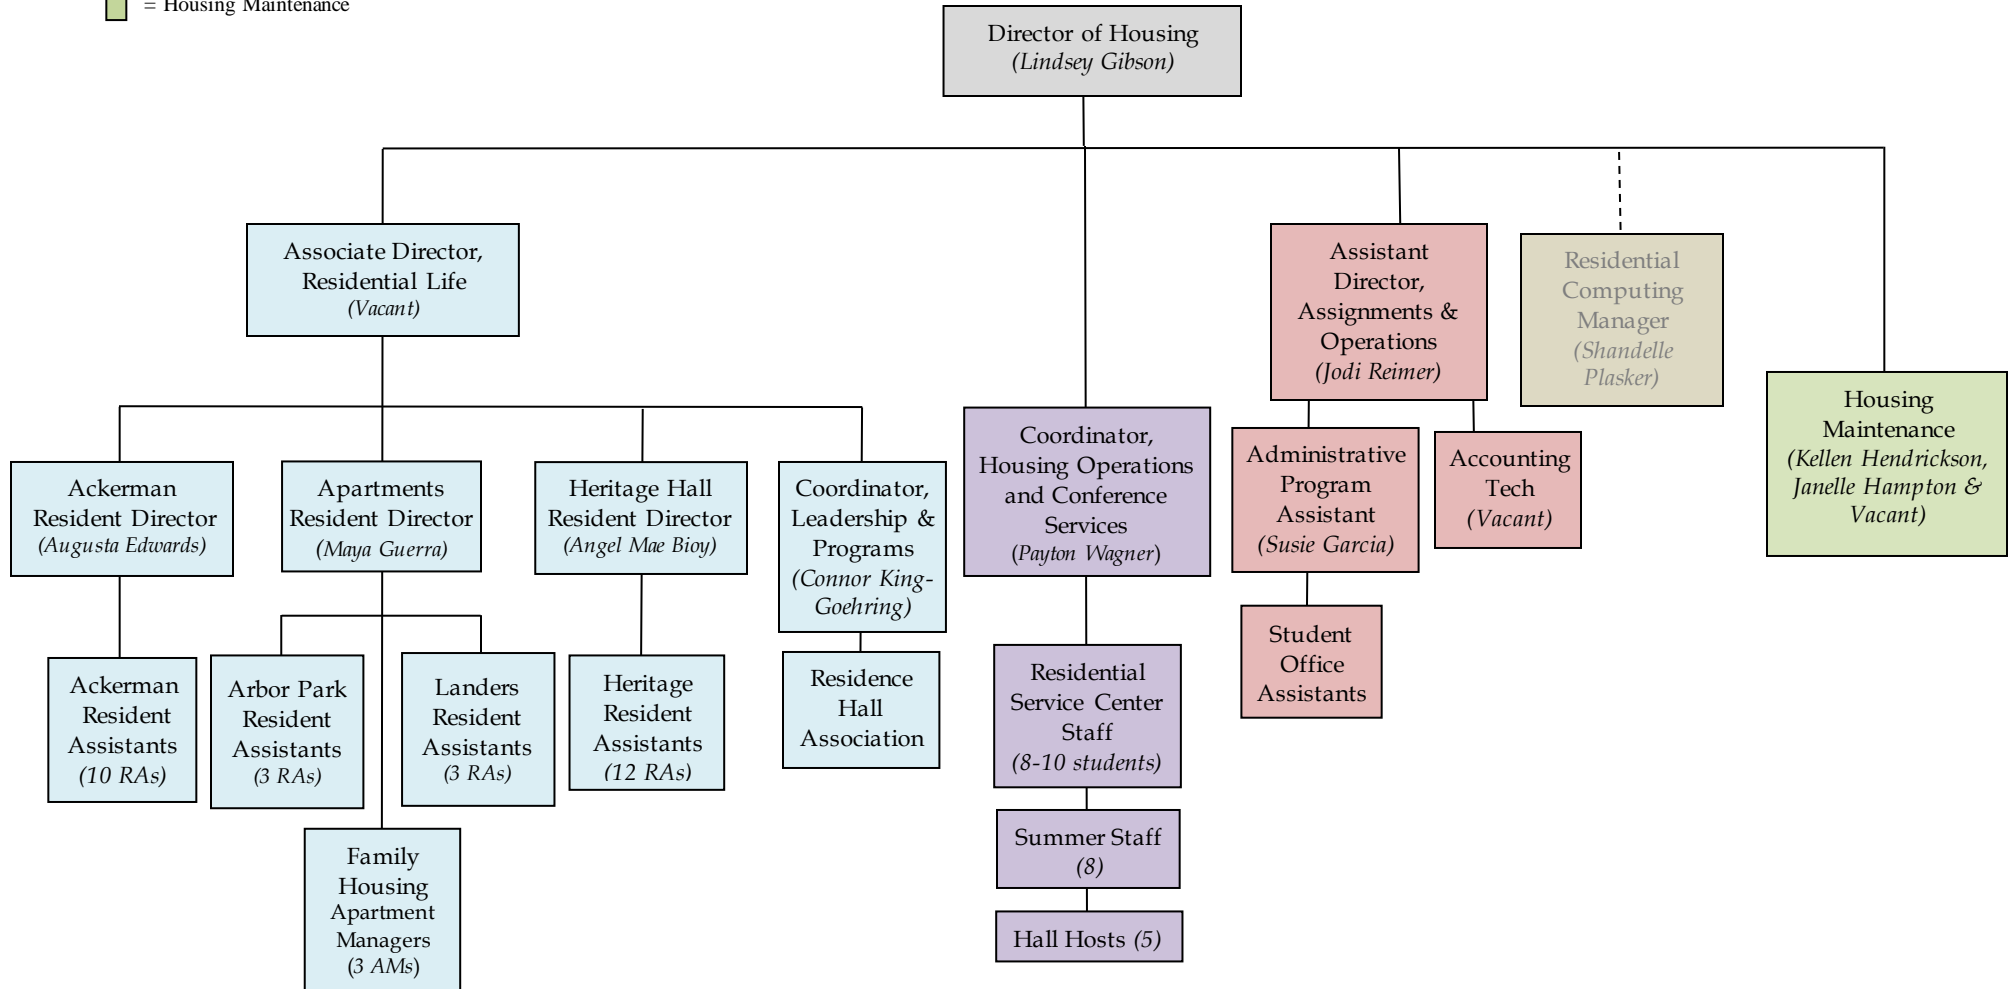 = Housing Maintenance
Director of Housing
(Lindsey Gibson)
Associate Director,
Residential Life
(Vacant)
Assistant
Director,
Assignments &
Operations
(Jodi Reimer)
Residential
Computing
Manager
(Shandelle
Plasker)
Housing
Maintenance
(Kellen Hendrickson,
Janelle Hampton &
Vacant)
Ackerman
Resident Director
(Augusta Edwards)
Apartments
Resident Director
(Maya Guerra)
Heritage Hall
Resident Director
(Angel Mae Bioy)
Coordinator,
Leadership &
Programs
(Connor King-
Goehring)
Coordinator,
Housing Operations
and Conference
Services
(Payton Wagner)
Administrative
Program
Assistant
(Susie Garcia)
Accounting
Tech
(Vacant)
Ackerman
Resident
Assistants
(10 RAs)
Arbor Park
Resident
Assistants
(3 RAs)
Landers
Resident
Assistants
(3 RAs)
Heritage
Resident
Assistants
(12 RAs)
Residence
Hall
Association
Residential
Service Center
Staff
(8-10 students)
Student
Office
Assistants
Family
Housing
Apartment
Managers
(3 AMs)
Summer Staff
(8)
Hall Hosts (5)